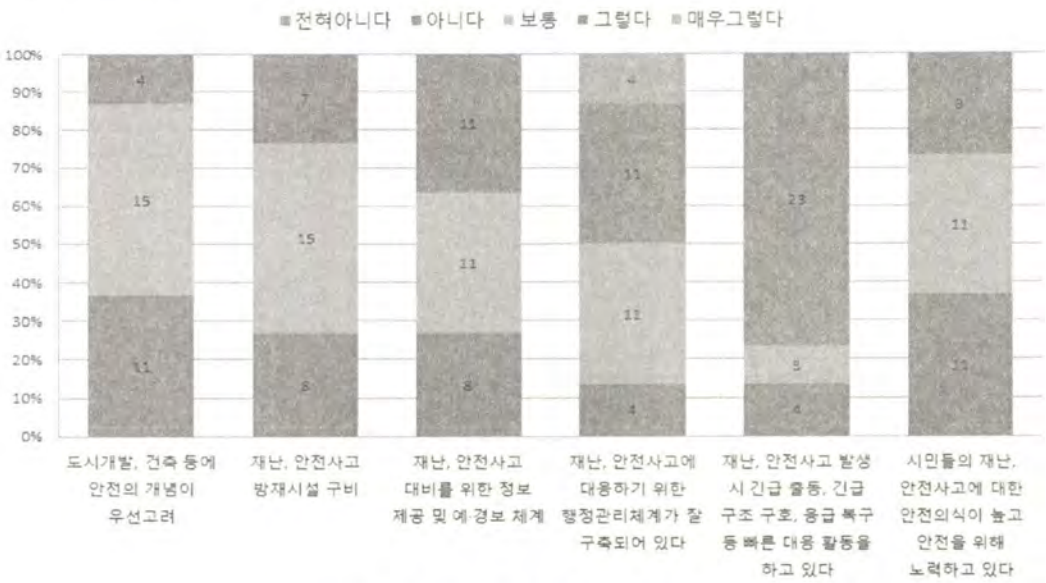 ■전혀아니다 ■아니다 ■보통 ■그렇다 ■매우그렇다
100%
90%
80%
70%
60%
50%
40%
30%
20%
10%
0%
4
15
11
7
15
8
11
11
8
4
11
11
4
23
3
4
8
11
11
도시개발, 건축 등에
안전의 개념이
우선고려
재난, 안전사고
방재시설 구비
재난, 안전사고
대비를 위한 정보
제공 및 예·경보 체계
재난, 안전사고에
대응하기 위한
행정관리체계가 잘
구축되어 있다
재난, 안전사고 발생
시 긴급 출동, 긴급
구조 구호, 응급 복구
등 빠른 대응 활동을
하고 있다
시민들의 재난,
안전사고에 대한
안전의식이 높고
안전을 위해
노력하고 있다